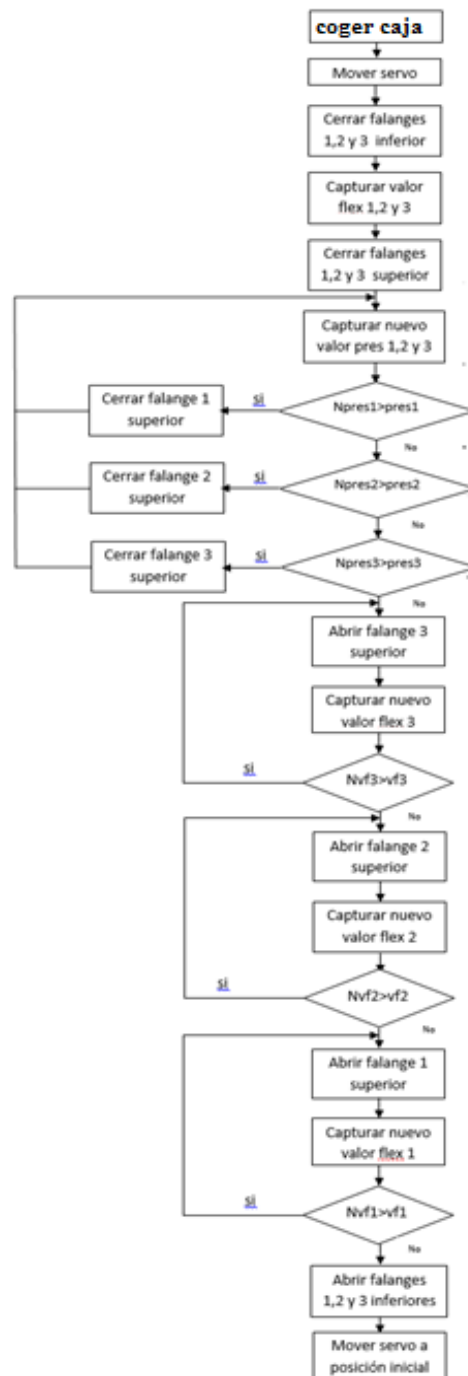 coger caja
Mover servo
Cerrar falanges
1,2 y 3 inferior
Capturar valor
flex 1,2 y 3
Cerrar falanges
1,2 y 3 superior
Capturar nuevo
valor pres 1,2 y 3
Npres1>pres1
si
Cerrar falange 1
superior
No
Npres2>pres2
si
Cerrar falange 2
superior
No
Npres3>pres3
si
Cerrar falange 3
superior
No
Abrir falange 3
superior
Capturar nuevo
valor flex 3
Nvf3>vf3
si
No
Abrir falange 2
superior
Capturar nuevo
valor flex 2
Nvf2>vf2
si
No
Abrir falange 1
superior
Capturar nuevo
valor flex 1
Nvf1>vf1
si
No
Abrir falanges
1,2 y 3 inferiores
Mover servo a
posición inicial